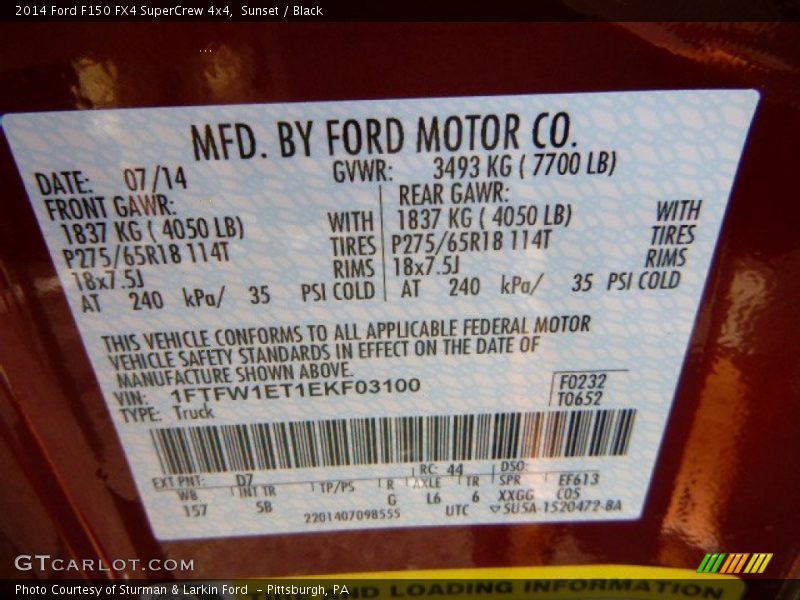 2014 Ford F150 FX4 SuperCrew 4x4, Sunset / Black
MFD. BY FORD MOTOR CO.
DATE: 07/14 GVWR: 3493 KG ( 7700 LB)
FRONT GAWR: REAR GAWR:
1837 KG ( 4050 LB) WITH 1837 KG ( 4050 LB) WITH
P275/65R18 114T TIRES P275/65R18 114T TIRES
18x7.5J RIMS 18x7.5J RIMS
AT 240 kPa/ 35 PSI COLD AT 240 kPa/ 35 PSI COLD
THIS VEHICLE CONFORMS TO ALL APPLICABLE FEDERAL MOTOR
VEHICLE SAFETY STANDARDS IN EFFECT ON THE DATE OF
MANUFACTURE SHOWN ABOVE.
VIN: 1FTFW1ET1EKF03100 F0232
TYPE: Truck T0652
EXT PNT: D7 RC: 44 DSO:
WB INT TR TP/PS R AXLE TR SPR EF613
157 SB G L6 6 XXGG C05
2201407098555 UTC 5U5A-1520472-BA
GTCARLOT.COM
TIRE AND LOADING INFORMATION
Photo Courtesy of Sturman & Larkin Ford - Pittsburgh, PA